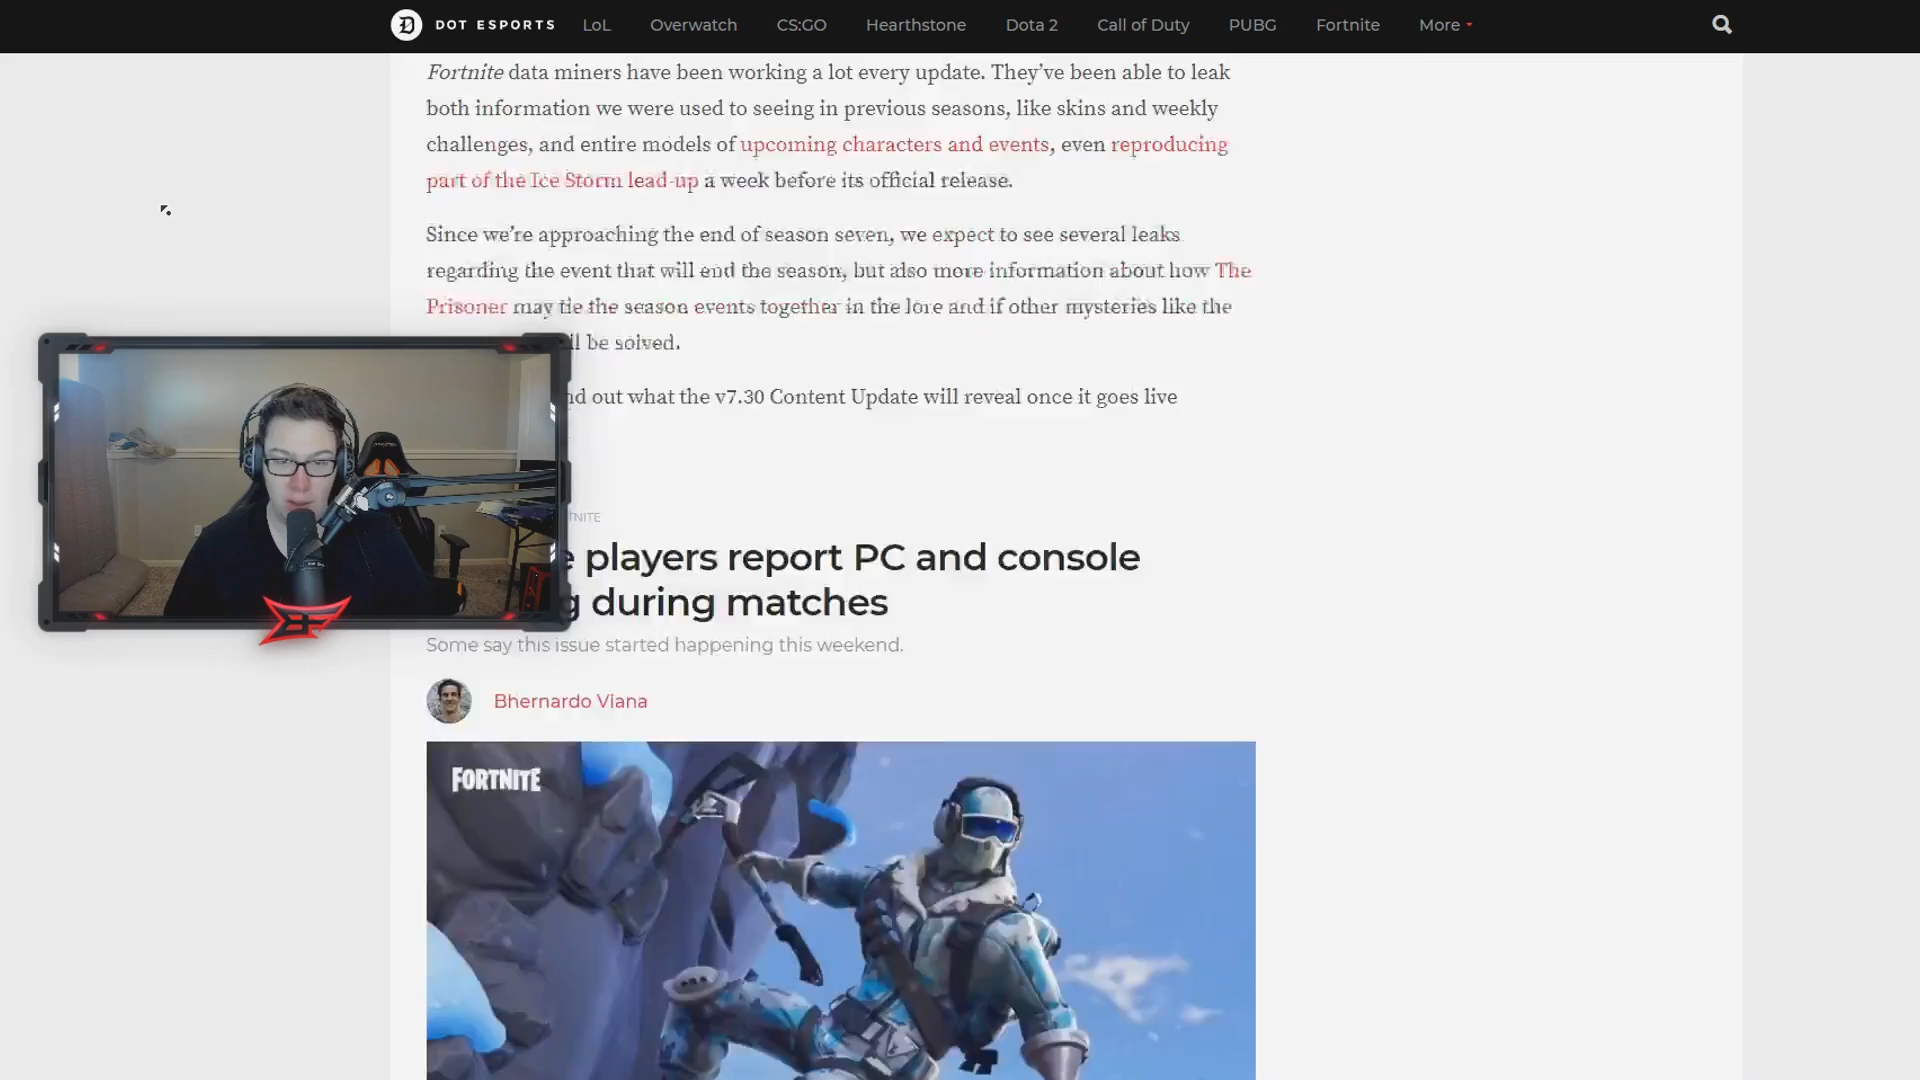 DOT ESPORTS LoL Overwatch CS:GO Hearthstone Dota 2 Call of Duty PUBG Fortnite More
Fortnite data miners have been working a lot every update. They’ve been able to leak
both information we were used to seeing in previous seasons, like skins and weekly
challenges, and entire models of upcoming characters and events, even reproducing
part of the Ice Storm lead-up a week before its official release.
Since we’re approaching the end of season seven, we expect to see several leaks
regarding the event that will end the season, but also more information about how The
Prisoner may tie the season events together in the lore and if other mysteries like the
be solved.
out what the v7.30 Content Update will reveal once it goes live
players report PC and console
during matches
Some say this issue started happening this weekend.
Bhernardo Viana
FORTNITE